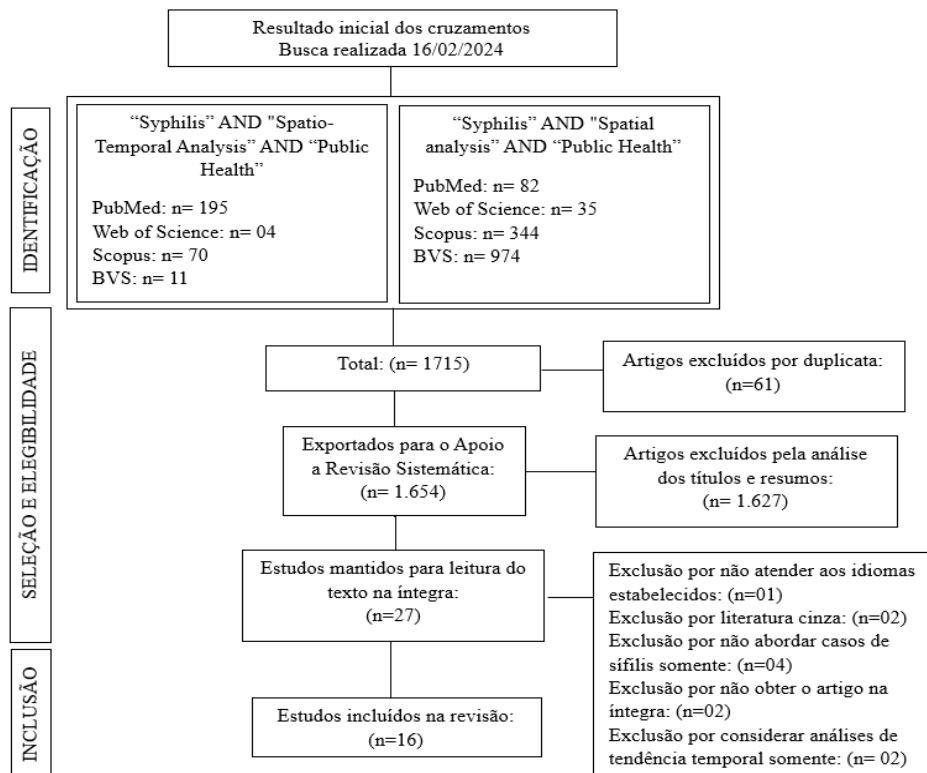 Resultado inicial dos cruzamentos
Busca realizada 16/02/2024
IDENTIFICAÇÃO
“Syphilis” AND "Spatio-
Temporal Analysis” AND “Public
Health”
PubMed: n= 195
Web of Science: n= 04
Scopus: n= 70
BVS: n= 11
“Syphilis” AND "Spatial
analysis” AND “Public Health”
PubMed: n= 82
Web of Science: n= 35
Scopus: n= 344
BVS: n= 974
SELEÇÃO E ELEGIBILIDADE
Total: (n= 1715)
Artigos excluídos por duplicata:
(n=61)
Exportados para o Apoio
a Revisão Sistemática:
(n= 1.654)
Artigos excluídos pela análise
dos títulos e resumos:
(n= 1.627)
Estudos mantidos para leitura do
texto na íntegra:
(n=27)
Exclusão por não atender aos idiomas
estabelecidos: (n=01)
Exclusão por literatura cinza: (n=02)
Exclusão por não abordar casos de
sífilis somente: (n=04)
Exclusão por não obter o artigo na
íntegra: (n=02)
Exclusão por considerar análises de
tendência temporal somente: (n= 02)
INCLUSÃO
Estudos incluídos na revisão:
(n=16)